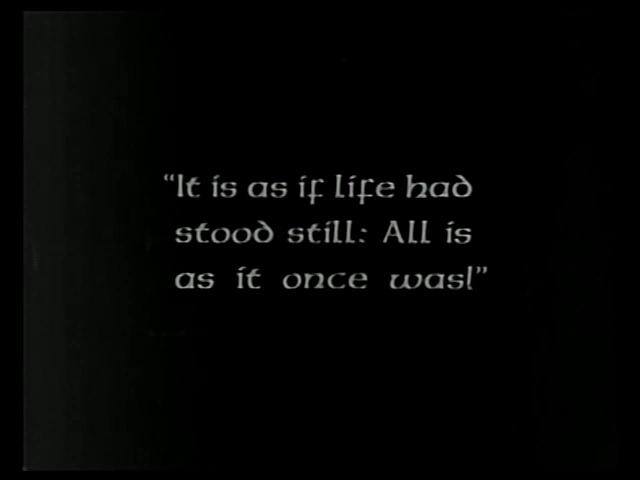 “It is as if life had
stood still: All is
as it once was!”